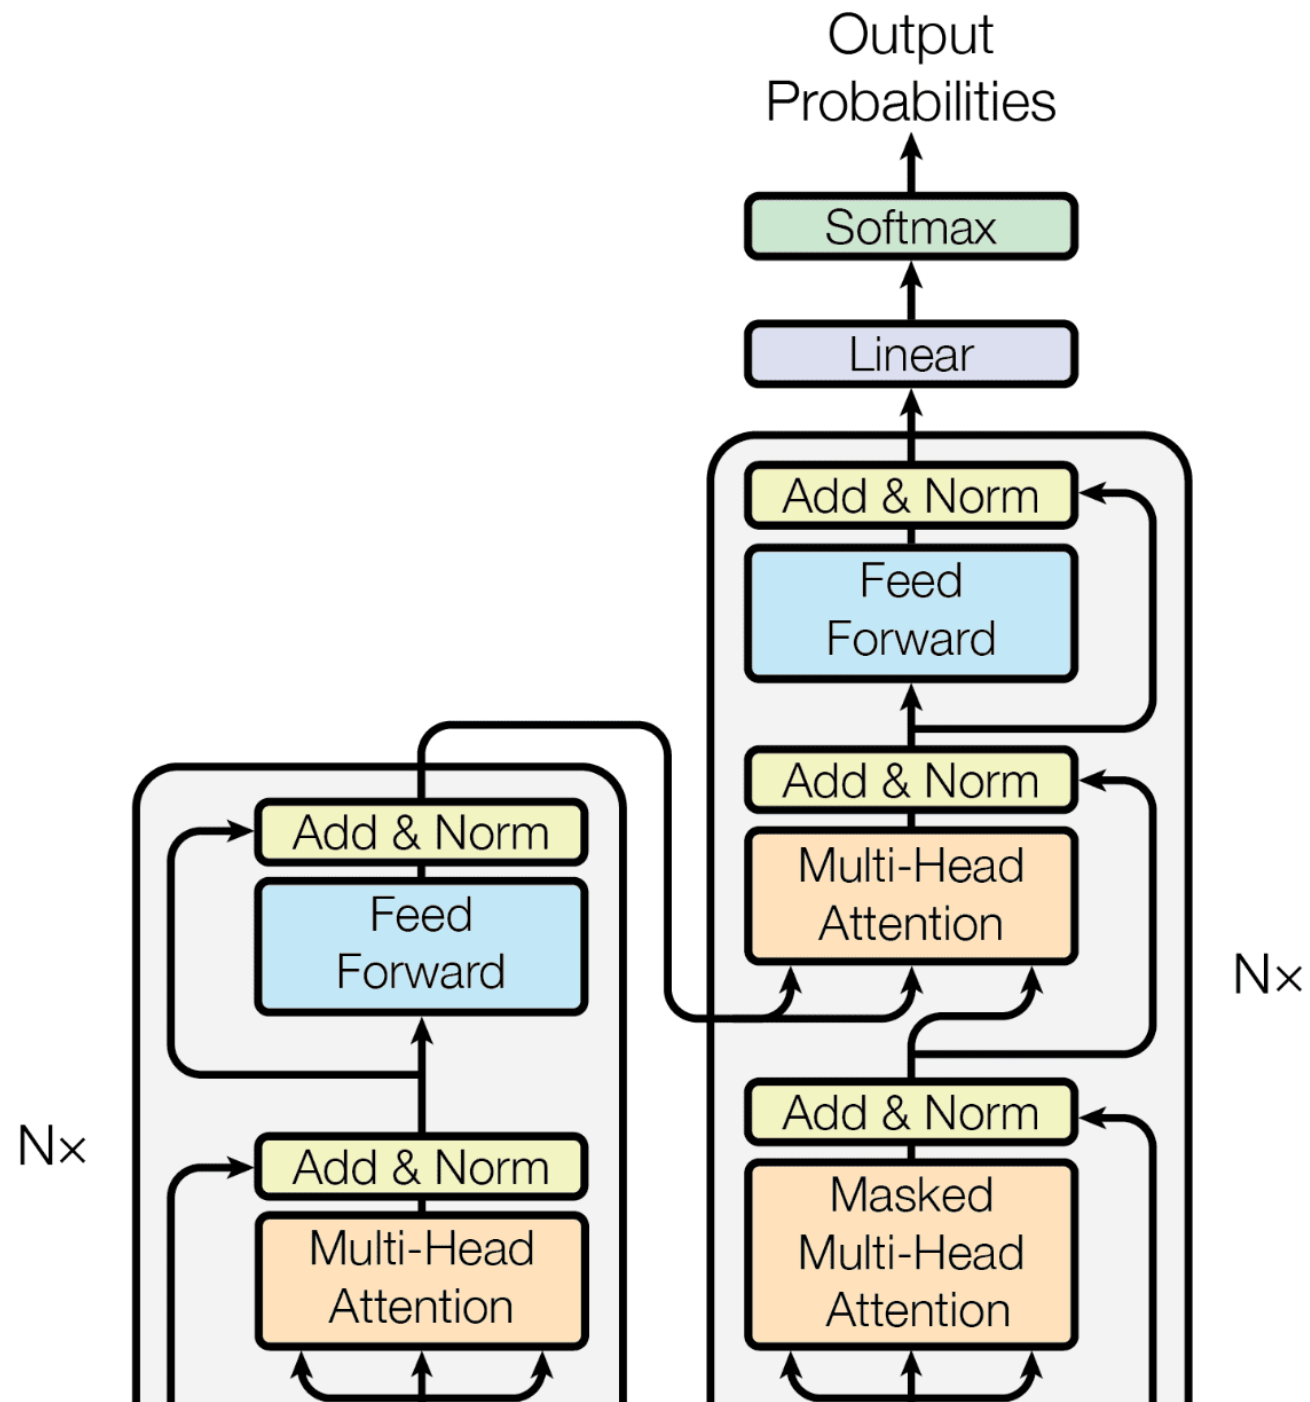 Output
Probabilities
Softmax
Linear
Add & Norm
Feed
Forward
Add & Norm
Multi-Head
Attention
Nx
Add & Norm
Masked
Multi-Head
Attention
Add & Norm
Feed
Forward
N×
Add & Norm
Multi-Head
Attention